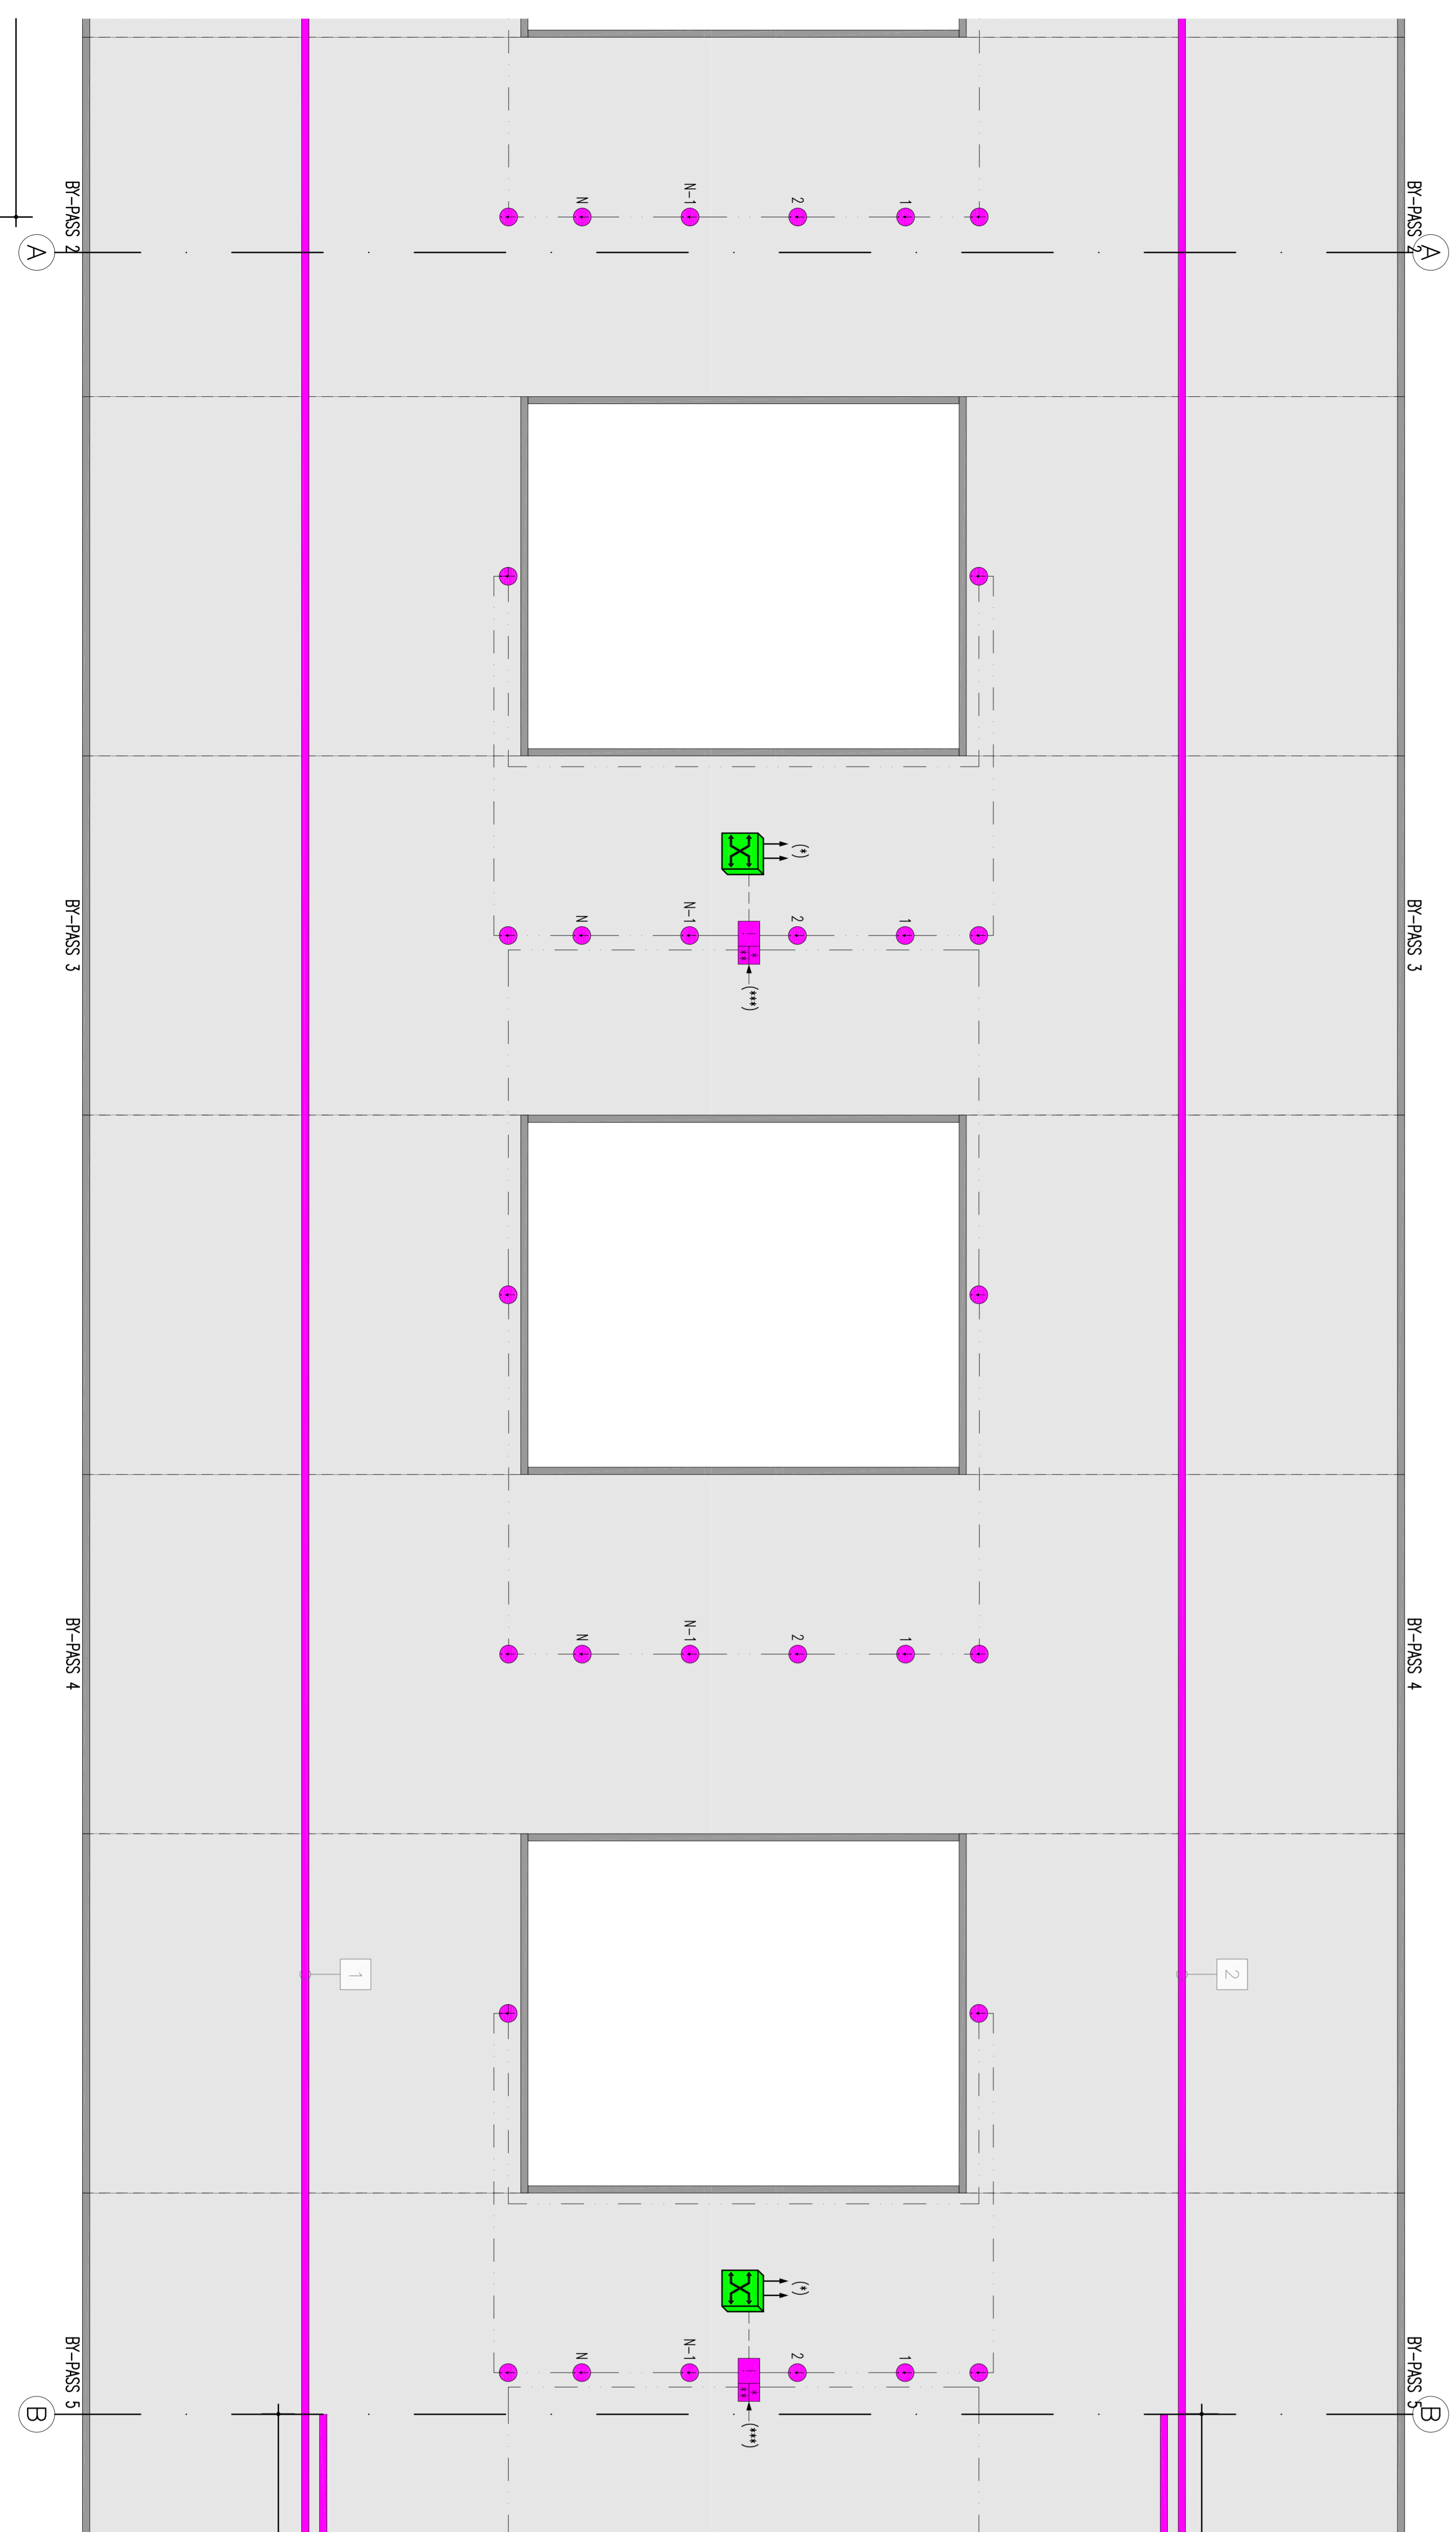 BY-PASS 2
BY-PASS 2
N
N-1
2
1
A
A
(*)
BY-PASS 3
BY-PASS 3
N
N-1
2
1
*
**
(***)
BY-PASS 4
BY-PASS 4
N
N-1
2
1
1
2
(*)
BY-PASS 5
BY-PASS 5
N
N-1
2
1
*
**
B
B
(***)